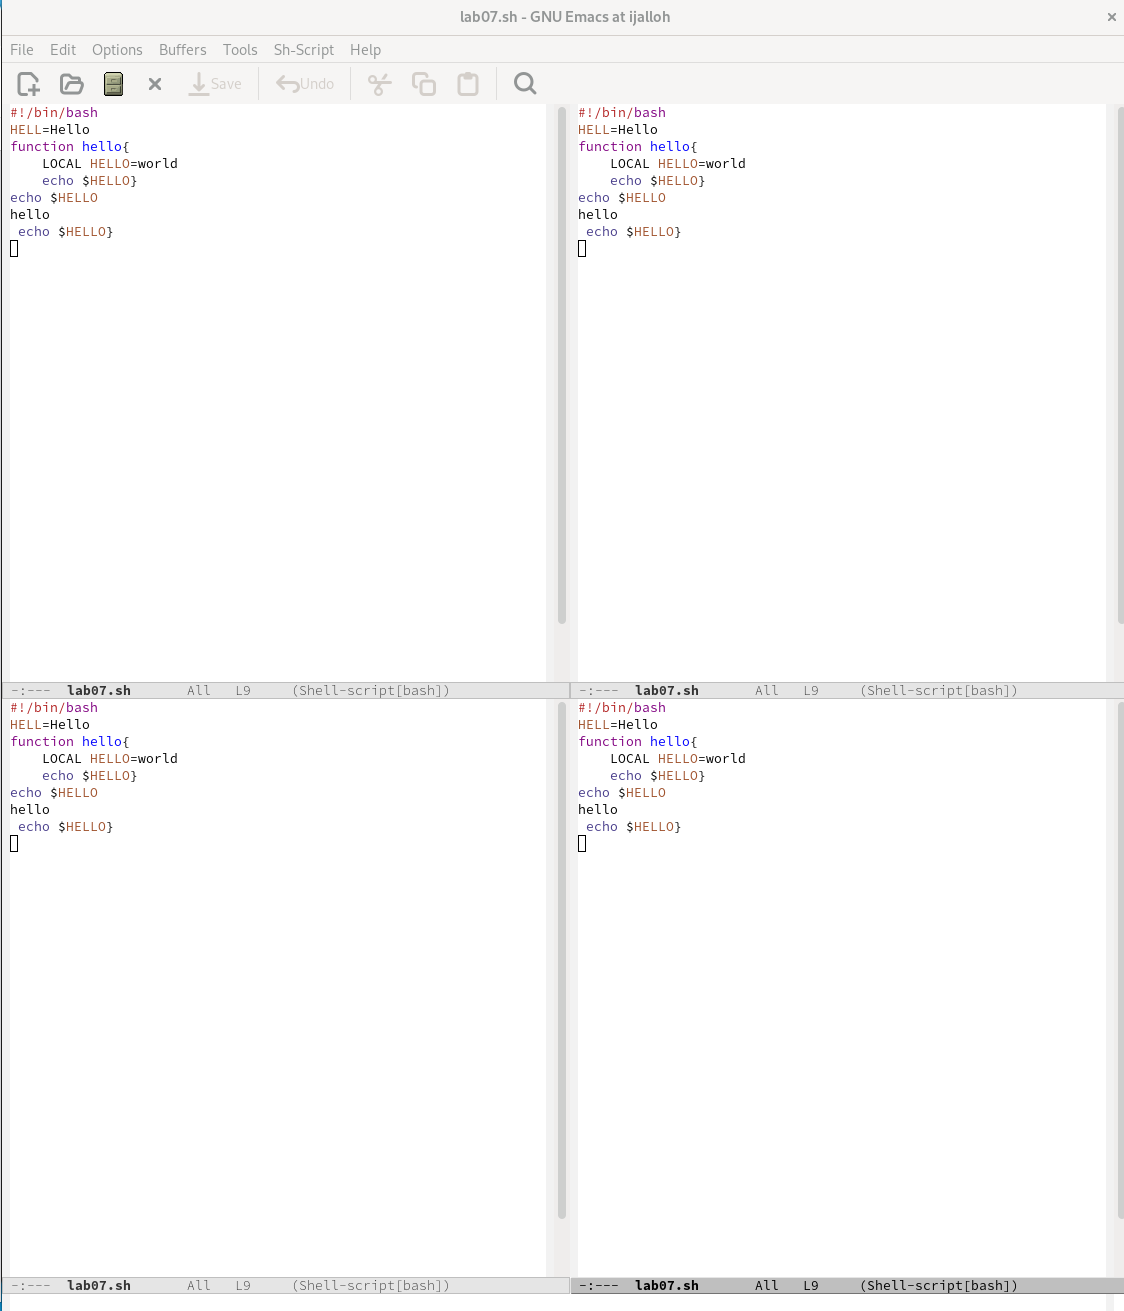 lab07.sh - GNU Emacs at ijalloh
File Edit Options Buffers Tools Sh-Script Help
Save Undo
#!/bin/bash
HELL=Hello
function hello{
    LOCAL HELLO=world
    echo $HELLO}
echo $HELLO
hello
 echo $HELLO}
-:--- lab07.sh All L9 (Shell-script[bash])
#!/bin/bash
HELL=Hello
function hello{
    LOCAL HELLO=world
    echo $HELLO}
echo $HELLO
hello
 echo $HELLO}
-:--- lab07.sh All L9 (Shell-script[bash])
#!/bin/bash
HELL=Hello
function hello{
    LOCAL HELLO=world
    echo $HELLO}
echo $HELLO
hello
 echo $HELLO}
-:--- lab07.sh All L9 (Shell-script[bash])
#!/bin/bash
HELL=Hello
function hello{
    LOCAL HELLO=world
    echo $HELLO}
echo $HELLO
hello
 echo $HELLO}
-:--- lab07.sh All L9 (Shell-script[bash])